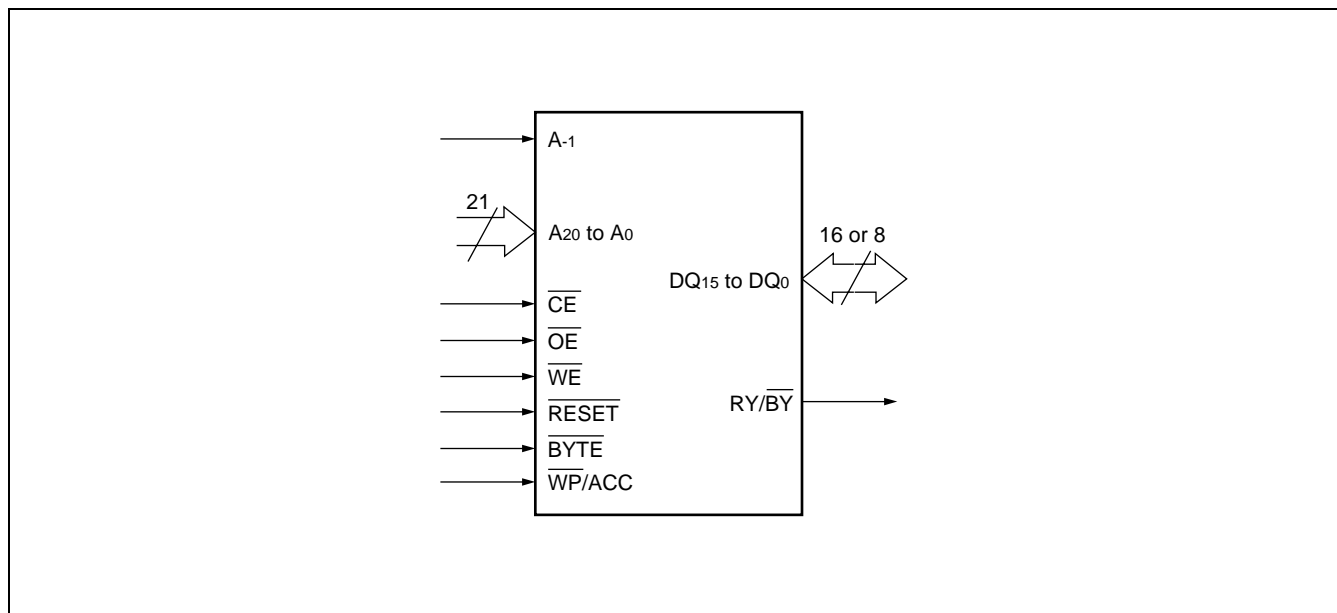 A-1
21
A20 to A0
16 or 8
DQ15 to DQ0
CE
OE
WE
RESET
RY/BY
BYTE
WP/ACC